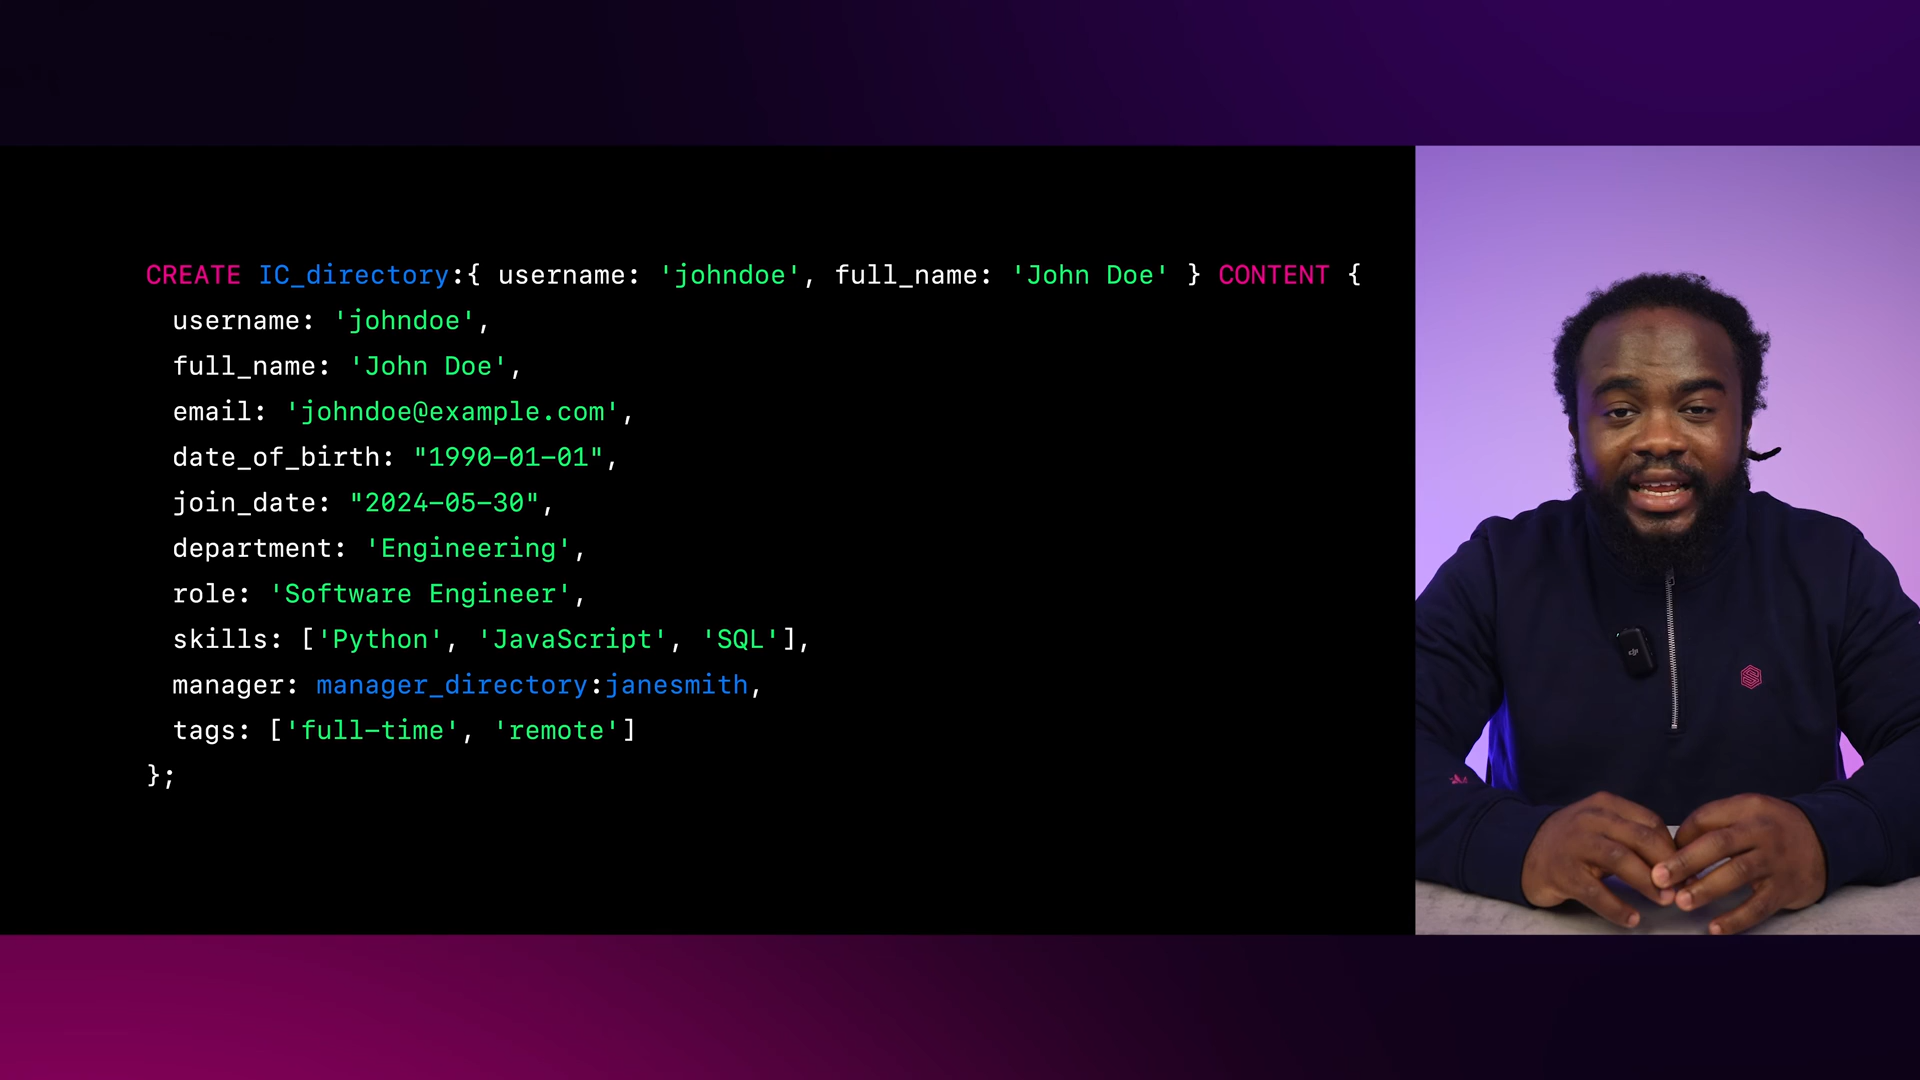 CREATE IC_directory:{ username: 'johndoe', full_name: 'John Doe' } CONTENT {
username: 'johndoe',
full_name: 'John Doe',
email: 'johndoe@example.com',
date_of_birth: "1990-01-01",
join_date: "2024-05-30",
department: 'Engineering',
role: 'Software Engineer',
skills: ['Python', 'JavaScript', 'SQL'],
manager: manager_directory:janesmith,
tags: ['full-time', 'remote']
};
dji